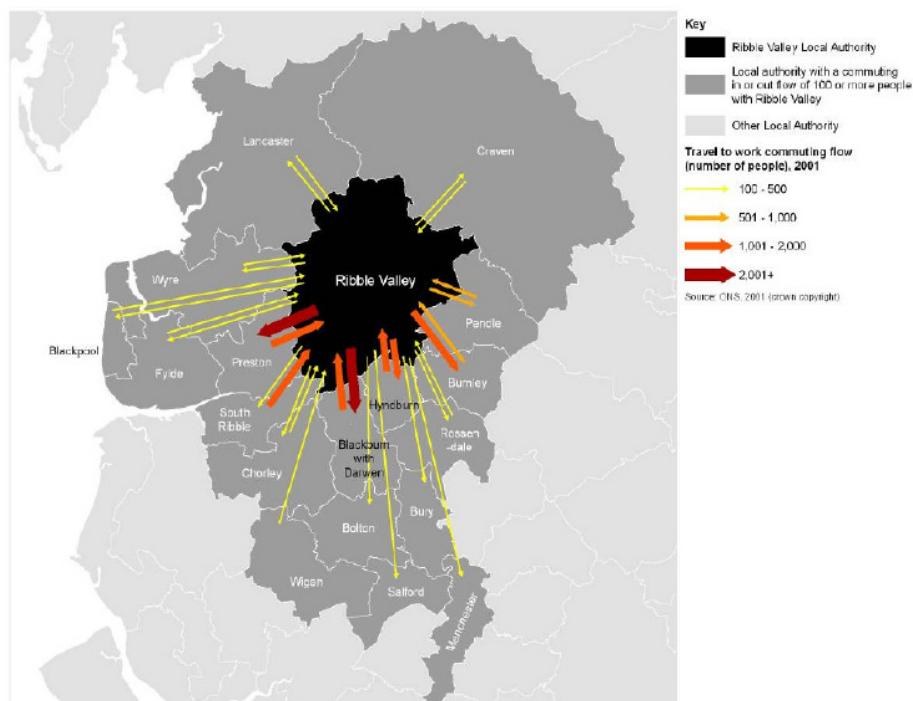 Key
Ribble Valley Local Authority
Local authority with a commuting
in or out flow of 100 or more people
with Ribble Valley
Other Local Authority
Travel to work commuting flow
(number of people), 2001
100 - 500
501 - 1,000
1,001 - 2,000
2,001+
Source: ONS, 2001 (crown copyright)
Lancaster
Craven
Wyre
Ribble Valley
Blackpool
Fylde
Preston
Pendle
Burnley
South
Ribble
Hyndburn
Rossen
-dale
Blackburn
with
Darwen
Chorley
Bury
Bolton
Wigan
Salford
Manchester